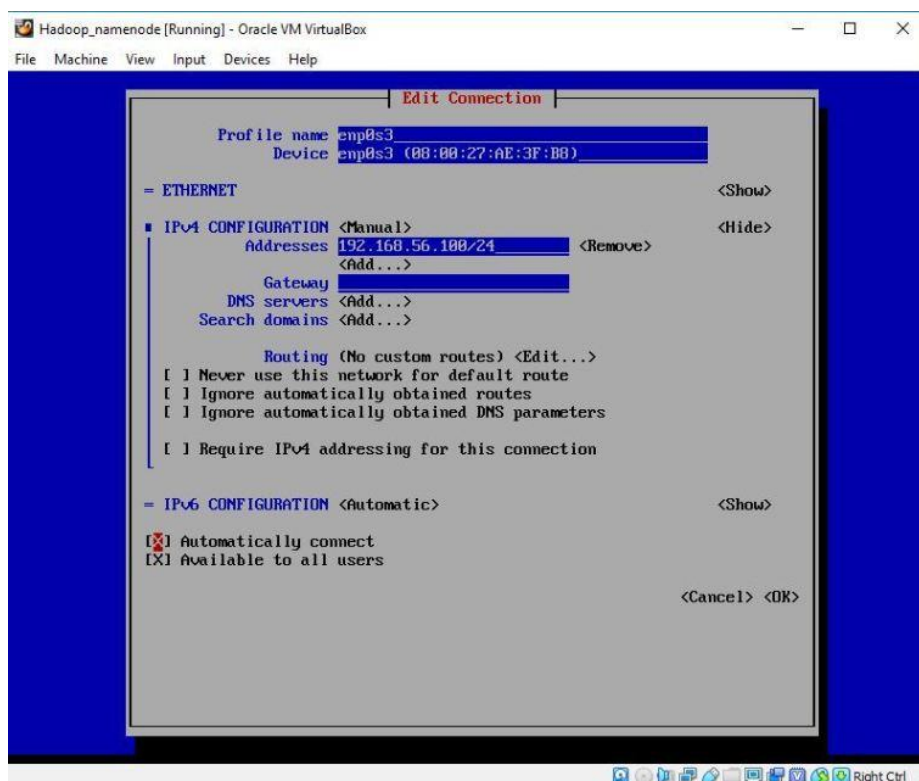 Hadoop_namenode [Running] - Oracle VM VirtualBox
File Machine View Input Devices Help
Edit Connection
Profile name enp0s3
Device enp0s3 (08:00:27:AE:3F:B8)
= ETHERNET <Show>
IPv4 CONFIGURATION <Manual> <Hide>
Addresses 192.168.56.100/24 <Remove>
<Add...>
Gateway
DNS servers <Add...>
Search domains <Add...>
Routing (No custom routes) <Edit...>
[ ] Never use this network for default route
[ ] Ignore automatically obtained routes
[ ] Ignore automatically obtained DNS parameters
[ ] Require IPv4 addressing for this connection
= IPv6 CONFIGURATION <Automatic> <Show>
[X] Automatically connect
[X] Available to all users
<Cancel> <OK>
Right Ctrl